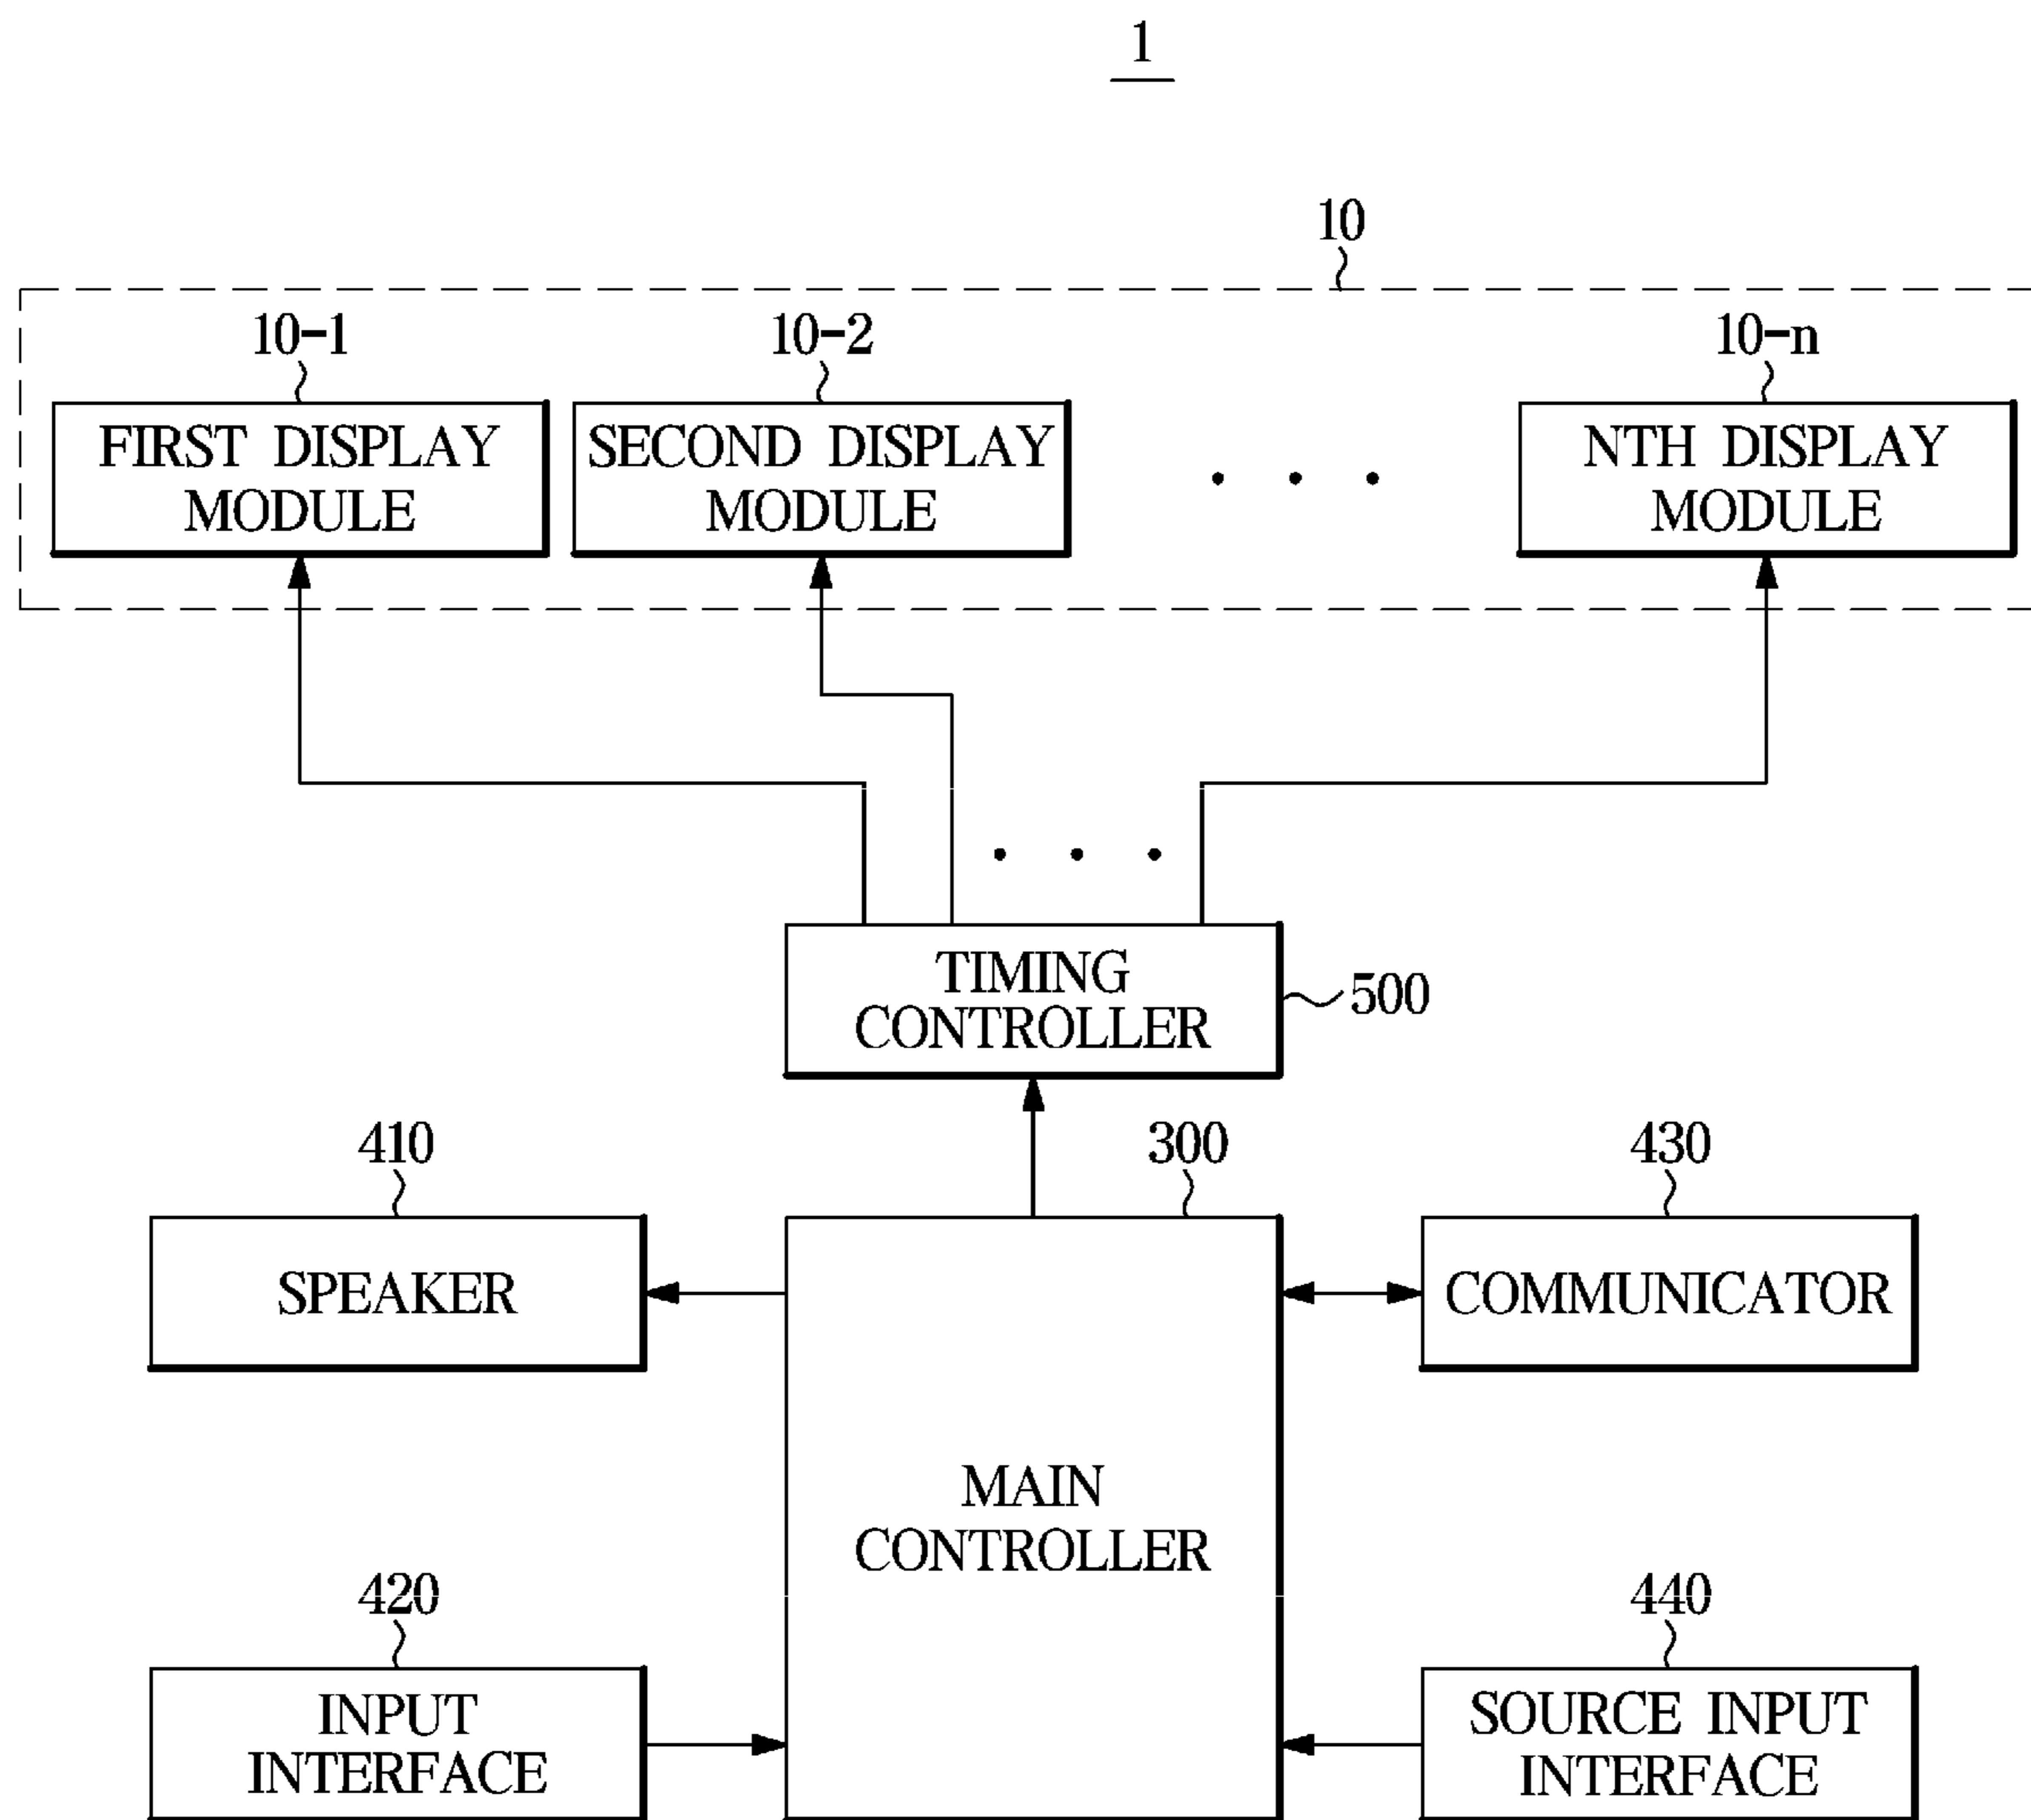 1
10
10-1
10-2
10-n
FIRST DISPLAY
MODULE
SECOND DISPLAY
MODULE
. . .
NTH DISPLAY
MODULE
. . .
TIMING
CONTROLLER
500
410
300
430
SPEAKER
COMMUNICATOR
MAIN
CONTROLLER
420
440
INPUT
INTERFACE
SOURCE INPUT
INTERFACE